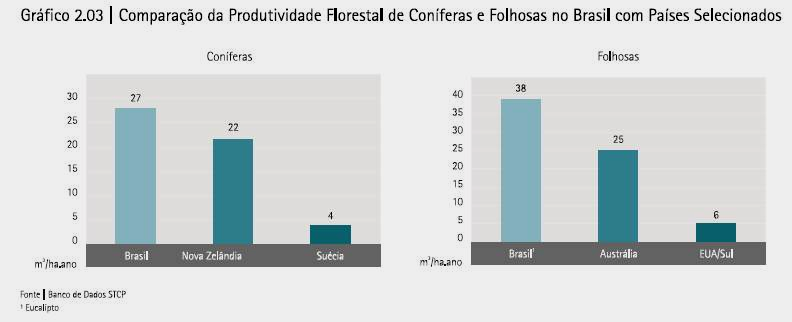 Gráfico 2.03 | Comparação da Produtividade Florestal de Coníferas e Folhosas no Brasil com Países Selecionados
Coníferas
30
25
20
15
10
5
0
m³/ha.ano
27
22
4
Brasil
Nova Zelândia
Suécia
Folhosas
40
35
30
25
20
15
10
5
0
m³/ha.ano
38
25
6
Brasil¹
Austrália
EUA/Sul
Fonte | Banco de Dados STCP
¹ Eucalipto